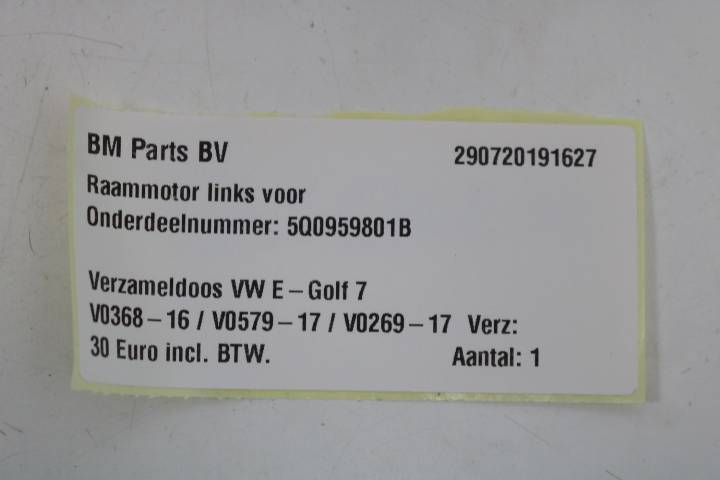 BM Parts BV 290720191627
Raammotor links voor
Onderdeelnummer: 5Q0959801B
Verzameldoos VW E – Golf 7
V0368 – 16 / V0579 – 17 / V0269 – 17 Verz:
30 Euro incl. BTW. Aantal: 1